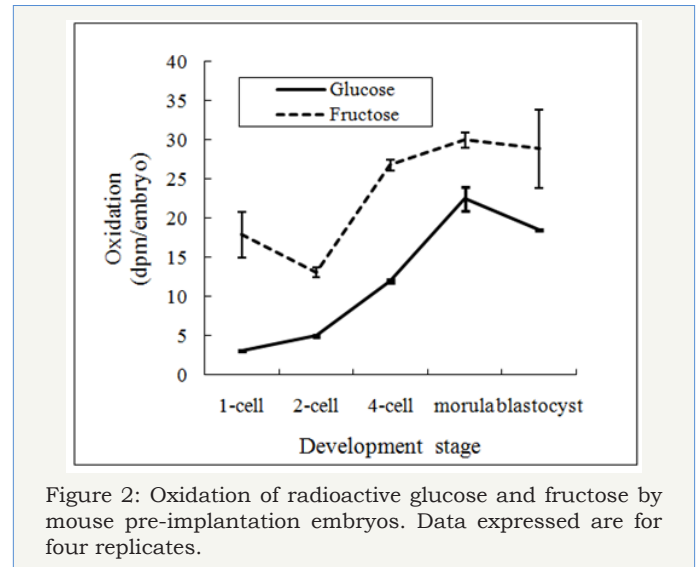 40
35
30
25
20
15
10
5
0
Oxidation
(dpm/embryo)
Glucose
Fructose
1-cell 2-cell 4-cell morula blastocyst
Development stage
Figure 2: Oxidation of radioactive glucose and fructose by
mouse pre-implantation embryos. Data expressed are for
four replicates.